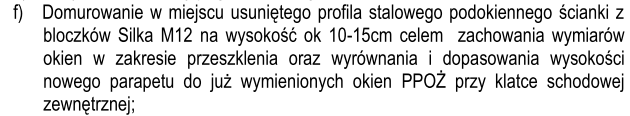 f) Domurowanie w miejscu usuniętego profila stalowego podokiennego ścianki z
bloczków Silka M12 na wysokość ok 10-15cm celem zachowania wymiarów
okien w zakresie przeszklenia oraz wyrównania i dopasowania wysokości
nowego parapetu do już wymienionych okien PPOŻ przy klatce schodowej
zewnętrznej;